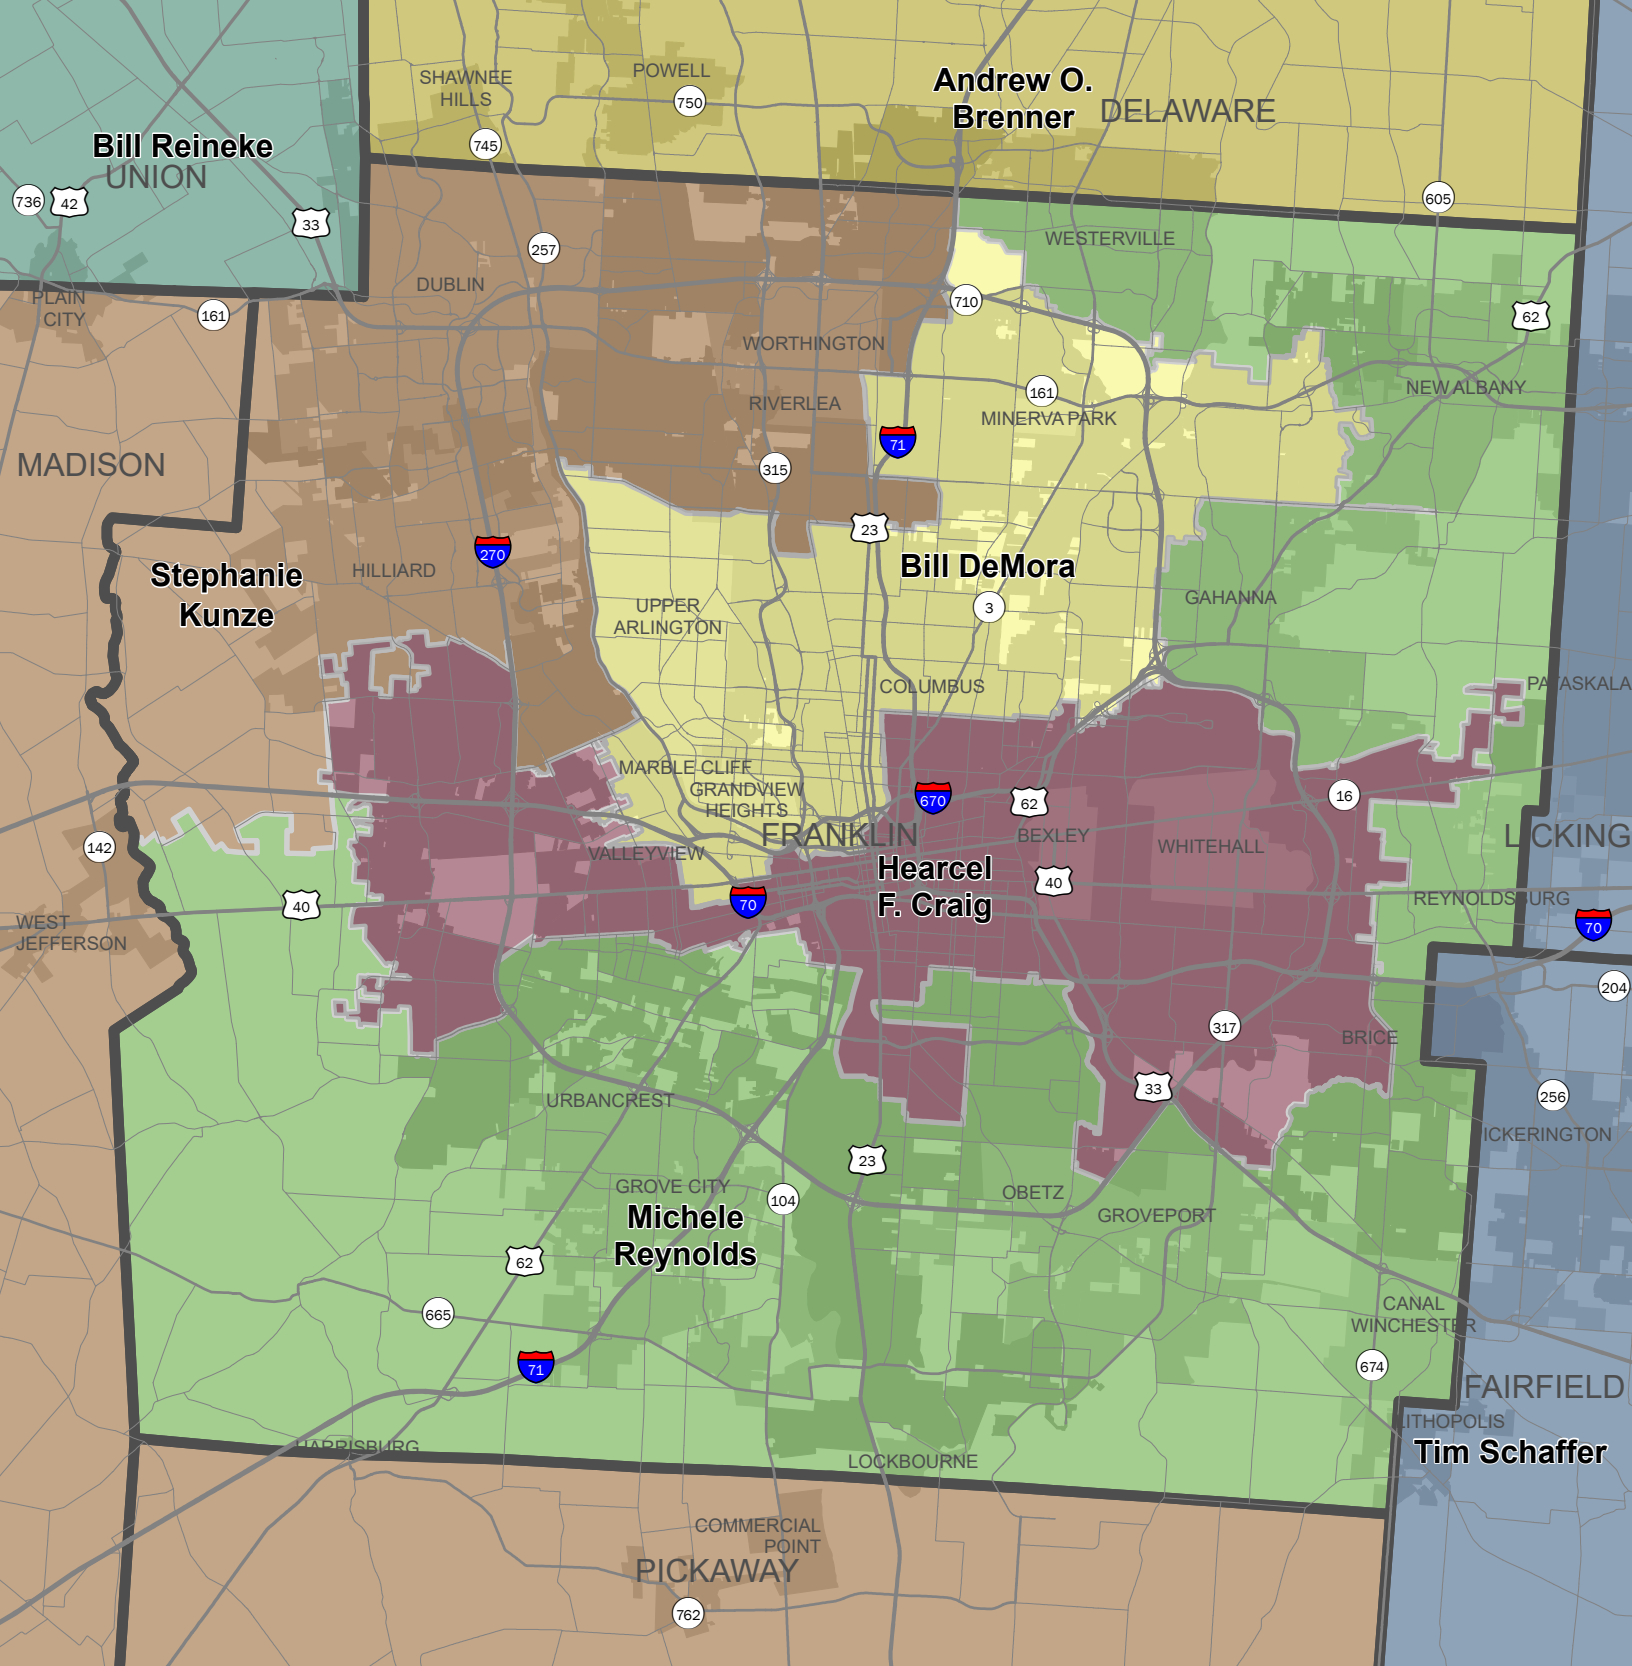 SHAWNEE
HILLS
POWELL
750
Andrew O.
Brenner
DELAWARE
745
Bill Reineke
UNION
736
42
33
605
257
WESTERVILLE
DUBLIN
PLAIN
CITY
161
710
62
WORTHINGTON
161
NEW ALBANY
RIVERLEA
MINERVA PARK
71
MADISON
315
23
270
Stephanie
Kunze
HILLIARD
Bill DeMora
UPPER
ARLINGTON
3
GAHANNA
COLUMBUS
PATASKALA
MARBLE CLIFF
GRANDVIEW
HEIGHTS
670
62
16
FRANKLIN
BEXLEY
WHITEHALL
LICKING
142
VALLEYVIEW
Hearcel
F. Craig
40
40
70
REYNOLDSBURG
70
WEST
JEFFERSON
204
317
BRICE
33
256
URBANCREST
ICKERINGTON
23
GROVE CITY
104
OBETZ
Michele
Reynolds
GROVEPORT
62
665
CANAL
WINCHESTER
71
674
FAIRFIELD
LITHOPOLIS
HARRISBURG
LOCKBOURNE
Tim Schaffer
COMMERCIAL
POINT
PICKAWAY
762